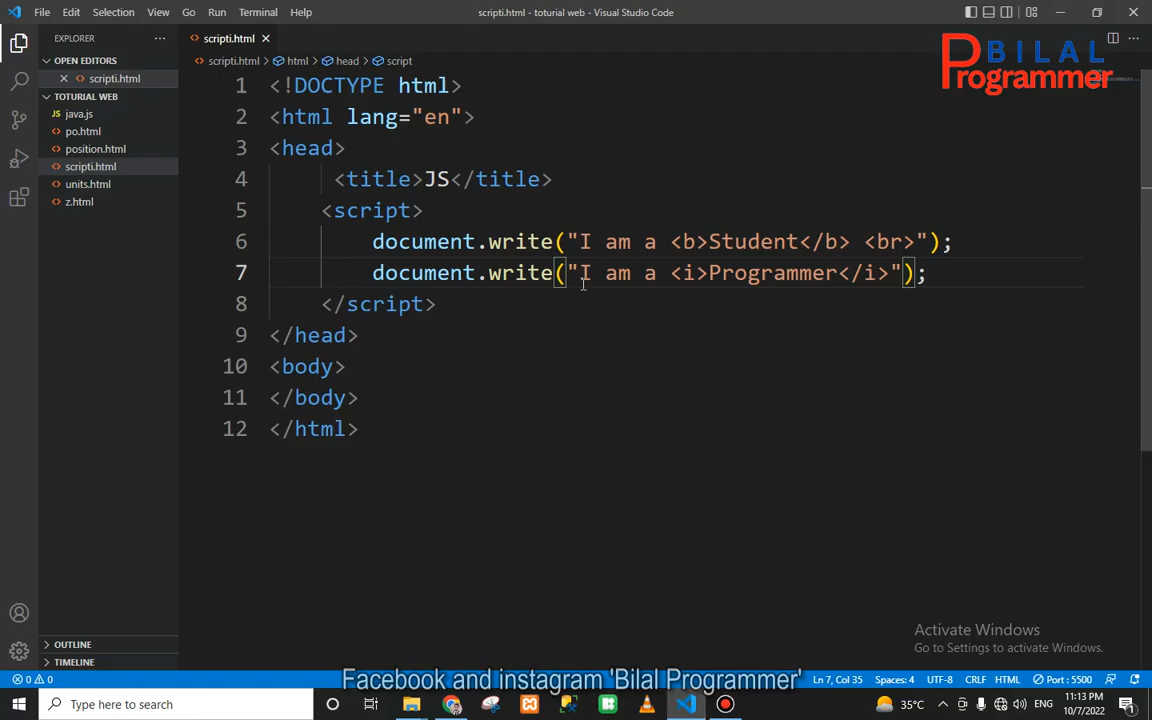 File Edit Selection View Go Run Terminal Help
scripti.html - toturial web - Visual Studio Code
EXPLORER
OPEN EDITORS
scripti.html
TOTURIAL WEB
JS java.js
po.html
position.html
scripti.html
units.html
z.html
OUTLINE
TIMELINE
scripti.html
scripti.html > html > head > script
BILAL
Programmer
1 <!DOCTYPE html>
2 <html lang="en">
3 <head>
4 <title>JS</title>
5 <script>
6 document.write("I am a <b>Student</b> <br>");
7 document.write("I am a <i>Programmer</i>");
8 </script>
9 </head>
10 <body>
11 </body>
12 </html>
Activate Windows
Go to Settings to activate Windows.
0 0
Facebook and instagram 'Bilal Programmer'
Ln 7, Col 35 Spaces: 4 UTF-8 CRLF HTML Port : 5500
Type here to search
35°C
ENG
11:13 PM
10/7/2022
1